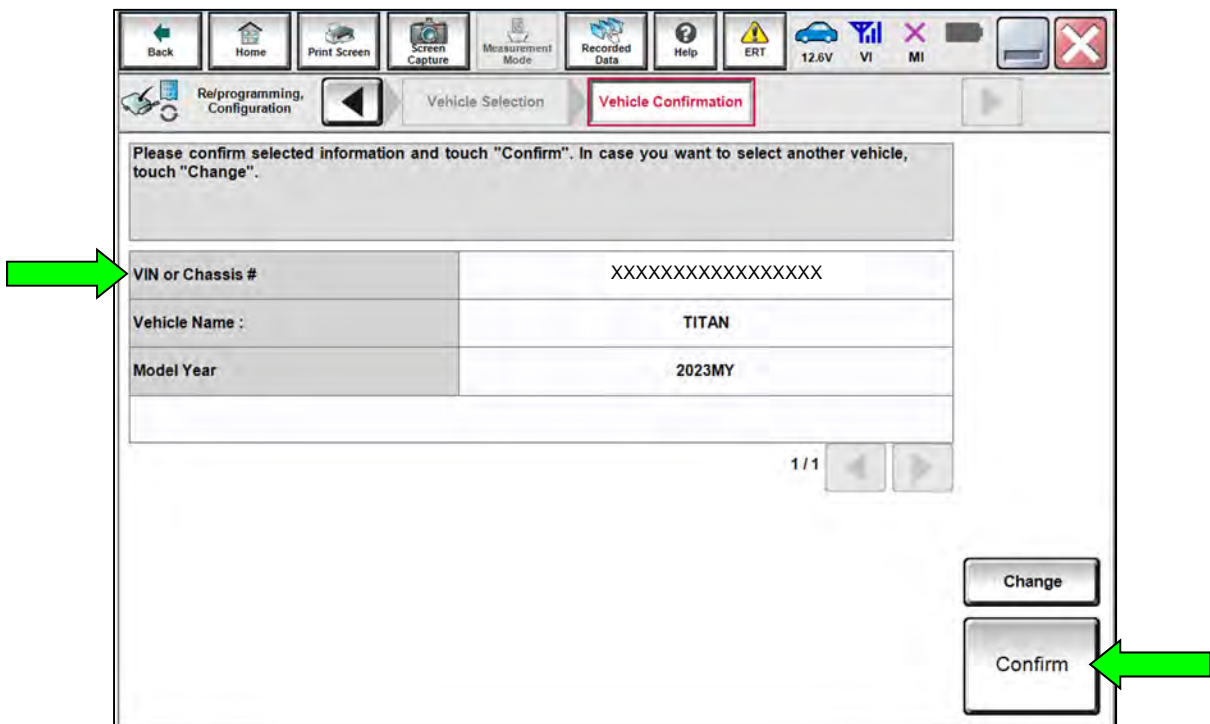 Back
Home
Print Screen
Screen
Capture
Measurement
Mode
Recorded
Data
Help
ERT
12.6V
VI
MI
Re/programming,
Configuration
Vehicle Selection
Vehicle Confirmation
Please confirm selected information and touch "Confirm". In case you want to select another vehicle,
touch "Change".
VIN or Chassis # XXXXXXXXXXXXXXXXX
Vehicle Name : TITAN
Model Year 2023MY
1/1
Change
Confirm